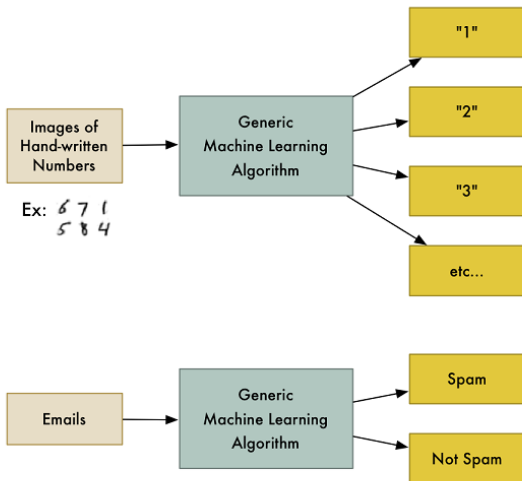 Images of
Hand-written
Numbers
Ex: 6 7 1
5 8 4
Generic
Machine Learning
Algorithm
"1"
"2"
"3"
etc...
Emails
Generic
Machine Learning
Algorithm
Spam
Not Spam